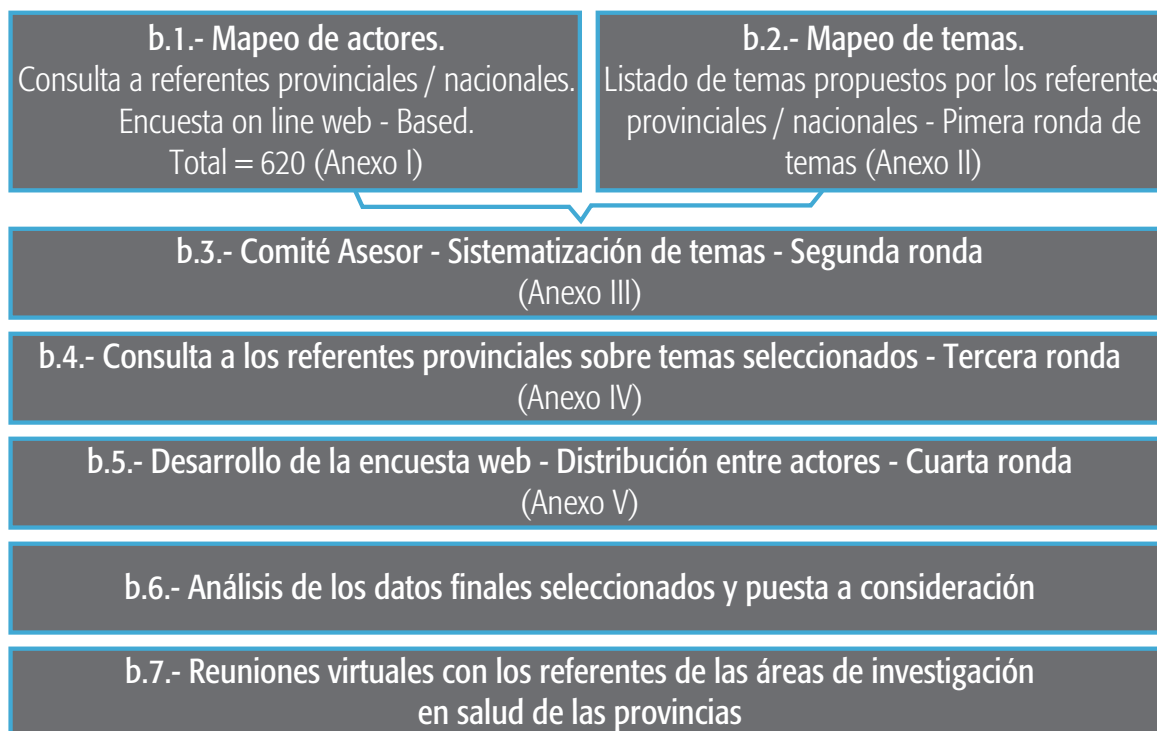 b.1.- Mapeo de actores.
Consulta a referentes provinciales / nacionales.
Encuesta on line web - Based.
Total = 620 (Anexo I)
b.2.- Mapeo de temas.
Listado de temas propuestos por los referentes
provinciales / nacionales - Pimera ronda de
temas (Anexo II)
b.3.- Comité Asesor - Sistematización de temas - Segunda ronda
(Anexo III)
b.4.- Consulta a los referentes provinciales sobre temas seleccionados - Tercera ronda
(Anexo IV)
b.5.- Desarrollo de la encuesta web - Distribución entre actores - Cuarta ronda
(Anexo V)
b.6.- Análisis de los datos finales seleccionados y puesta a consideración
b.7.- Reuniones virtuales con los referentes de las áreas de investigación
en salud de las provincias